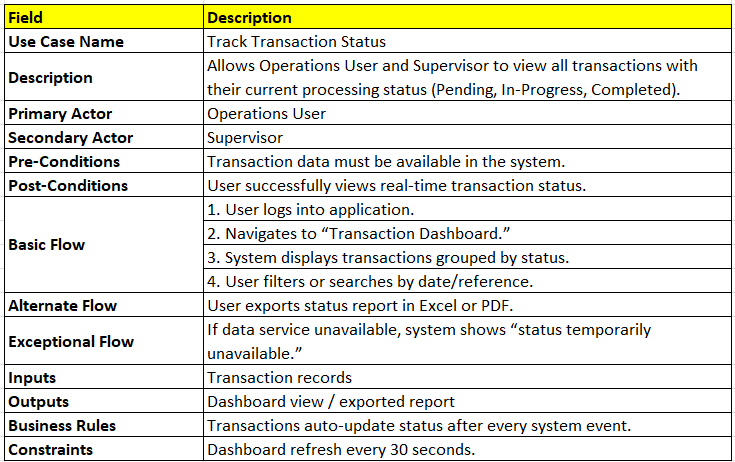 Field Description
Use Case Name Track Transaction Status
Description Allows Operations User and Supervisor to view all transactions with
their current processing status (Pending, In-Progress, Completed).
Primary Actor Operations User
Secondary Actor Supervisor
Pre-Conditions Transaction data must be available in the system.
Post-Conditions User successfully views real-time transaction status.
Basic Flow 1. User logs into application.
2. Navigates to “Transaction Dashboard.”
3. System displays transactions grouped by status.
4. User filters or searches by date/reference.
Alternate Flow User exports status report in Excel or PDF.
Exceptional Flow If data service unavailable, system shows “status temporarily
unavailable.”
Inputs Transaction records
Outputs Dashboard view / exported report
Business Rules Transactions auto-update status after every system event.
Constraints Dashboard refresh every 30 seconds.